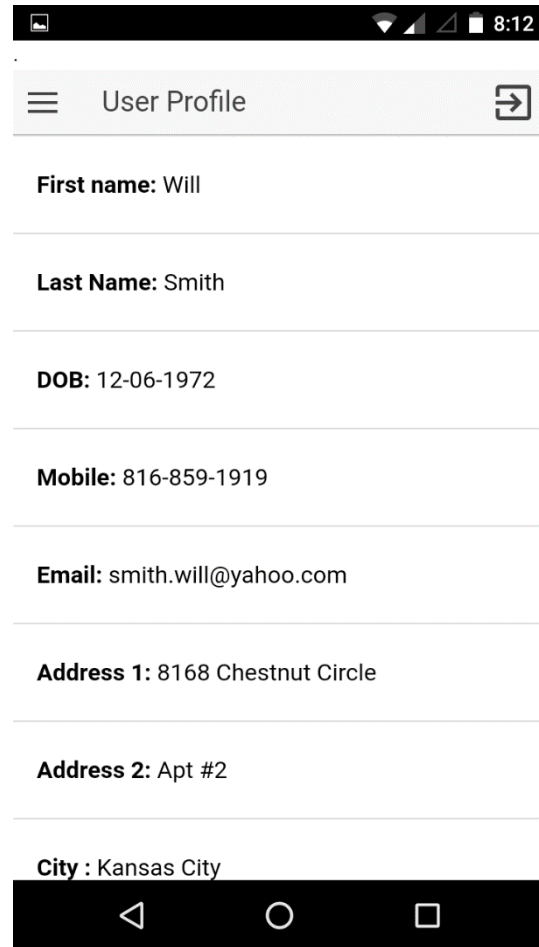 8:12
.
User Profile
First name: Will
Last Name: Smith
DOB: 12-06-1972
Mobile: 816-859-1919
Email: smith.will@yahoo.com
Address 1: 8168 Chestnut Circle
Address 2: Apt #2
City : Kansas City